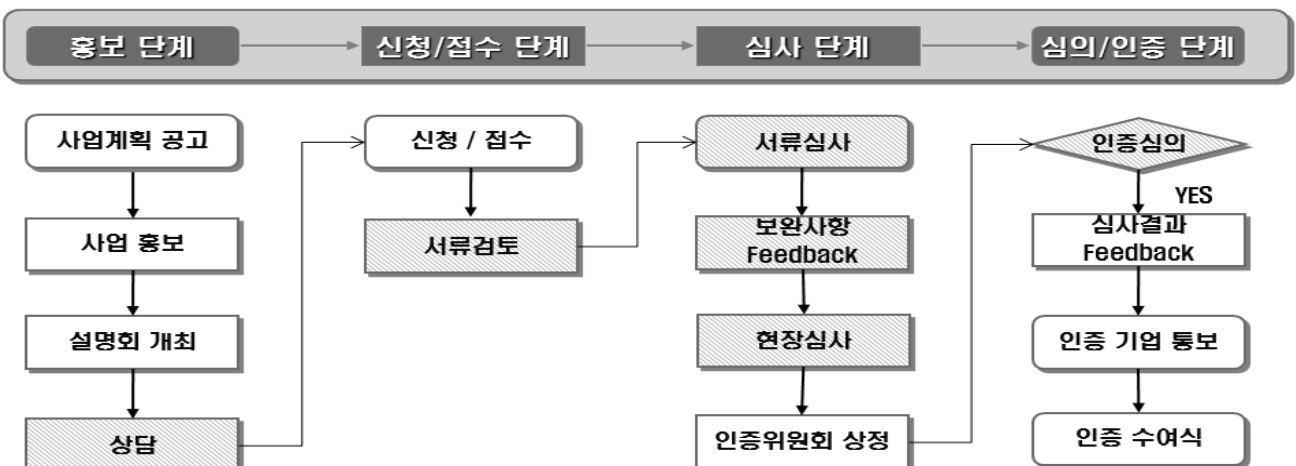 홍보 단계
신청/접수 단계
심사 단계
심의/인증 단계
사업계획 공고
사업 홍보
설명회 개최
상담
신청 / 접수
서류검토
서류심사
보완사항
Feedback
현장심사
인증위원회 상정
인증심의
YES
심사결과
Feedback
인증 기업 통보
인증 수여식